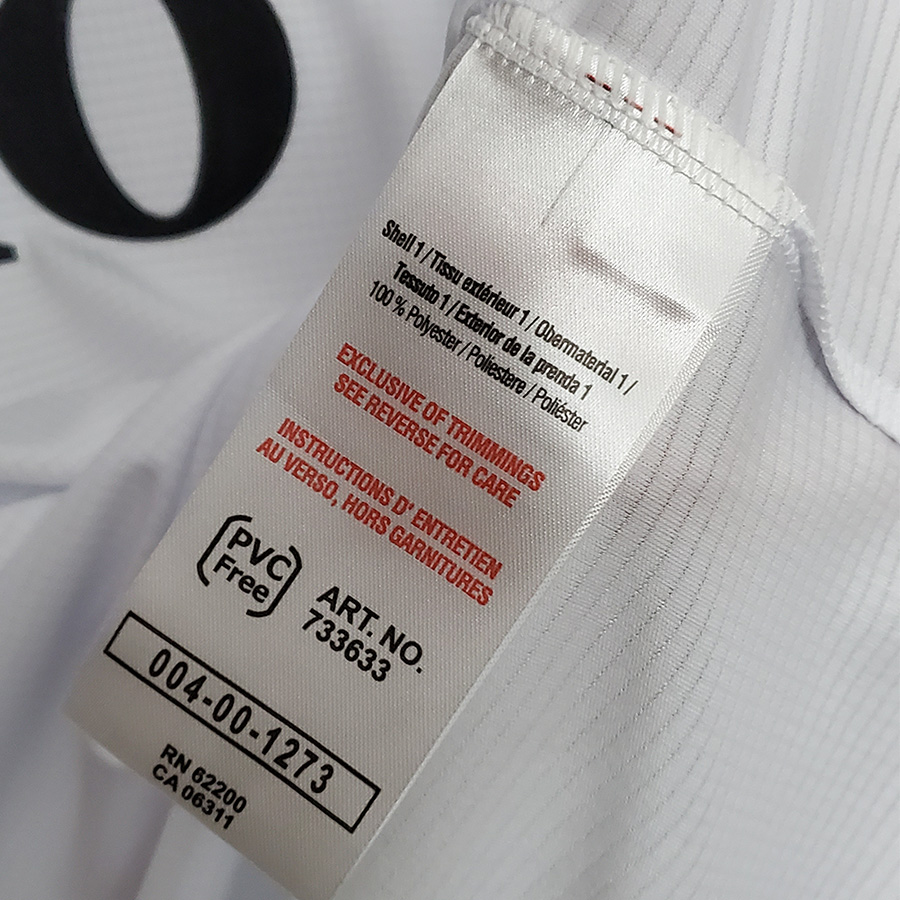 Shell 1 / Tissu extérieur 1 / Obermaterial 1 /
Tessuto 1 / Exterior de la prenda 1
100 % Polyester / Poliestere / Poliéster
EXCLUSIVE OF TRIMMINGS
SEE REVERSE FOR CARE
INSTRUCTIONS D' ENTRETIEN
AU VERSO, HORS GARNITURES
PVC
Free
ART. NO.
733633
004-00-1273
RN 62200
CA 06311